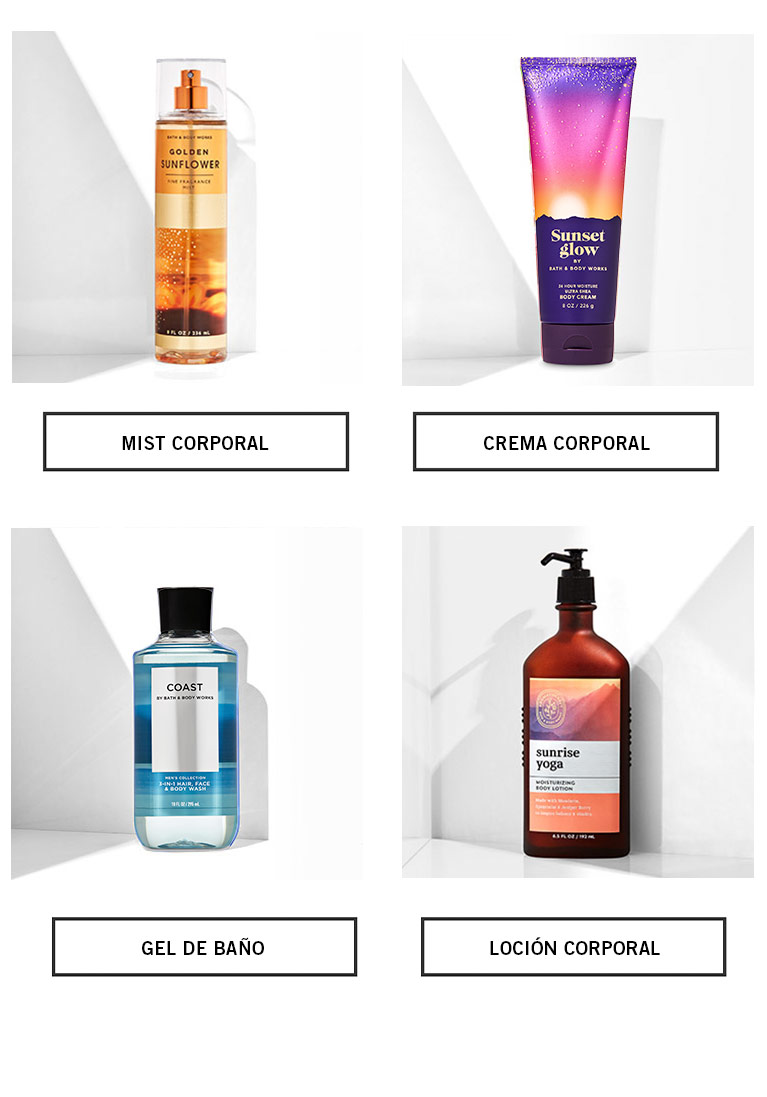 BATH & BODY WORKS
GOLDEN
SUNFLOWER
FINE FRAGRANCE
MIST
8 FL OZ / 236 mL
Sunset
glow
BY
BATH & BODY WORKS
24 HOUR MOISTURE
ULTRA SHEA
BODY CREAM
8 OZ / 226 g
MIST CORPORAL
CREMA CORPORAL
COAST
BY BATH & BODY WORKS
MEN'S COLLECTION
3-IN-1 HAIR, FACE
& BODY WASH
10 FL OZ / 295 mL
sunrise
yoga
MOISTURIZING
BODY LOTION
6.5 FL OZ / 192 mL
GEL DE BAÑO
LOCIÓN CORPORAL